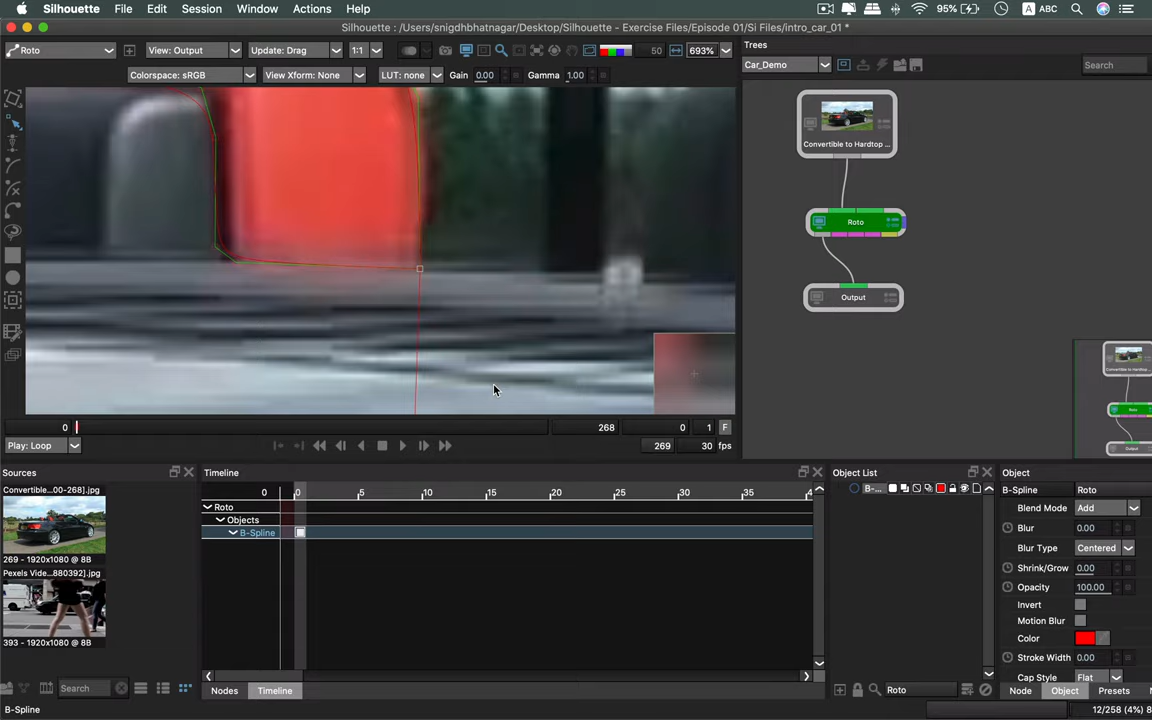 Silhouette File Edit Session Window Actions Help 95% A ABC
Silhouette : /Users/snigdhbhatnagar/Desktop/Silhouette - Exercise Files/Episode 01/Si Files/intro_car_01 *
Roto View: Output Update: Drag 1:1 50 693%
Colorspace: sRGB View Xform: None LUT: none Gain 0.00 Gamma 1.00
Trees
Car_Demo Search
Convertible to Hardtop ...
Roto
Output
0 268 0 1 F
Play: Loop 269 30 fps
Sources
Convertible...00-268].jpg
269 - 1920x1080 @ 8B
Pexels Vide...880392].jpg
393 - 1920x1080 @ 8B
Search
Timeline
0 0 5 10 15 20 25 30 35
Roto
Objects
B-Spline
Nodes Timeline
Object List
B-...
Roto
Object
B-Spline Roto
Blend Mode Add
Blur 0.00
Blur Type Centered
Shrink/Grow 0.00
Opacity 100.00
Invert
Motion Blur
Color
Stroke Width 0.00
Cap Style Flat
Node Object Presets
B-Spline 12/258 (4%) 8